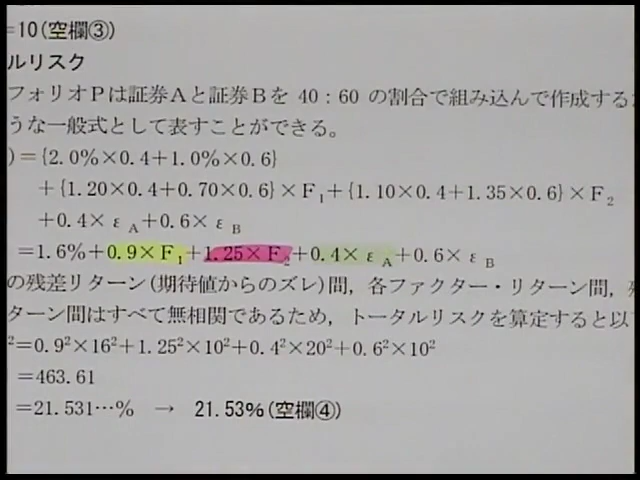 =10(空欄③)
ルリスク
フォリオPは証券Aと証券Bを 40：60 の割合で組み込んで作成する
うな一般式として表すことができる。
)={2.0%×0.4+1.0%×0.6}
+{1.20×0.4+0.70×0.6}×F₁+{1.10×0.4+1.35×0.6}×F₂
+0.4×ε_A+0.6×ε_B
=1.6%+0.9×F₁+1.25×F₂+0.4×ε_A+0.6×ε_B
の残差リターン(期待値からのズレ)間，各ファクター・リターン間，
ターン間はすべて無相関であるため，トータルリスクを算定すると以
²=0.9²×16²+1.25²×10²+0.4²×20²+0.6²×10²
=463.61
=21.531…% → 21.53%(空欄④)